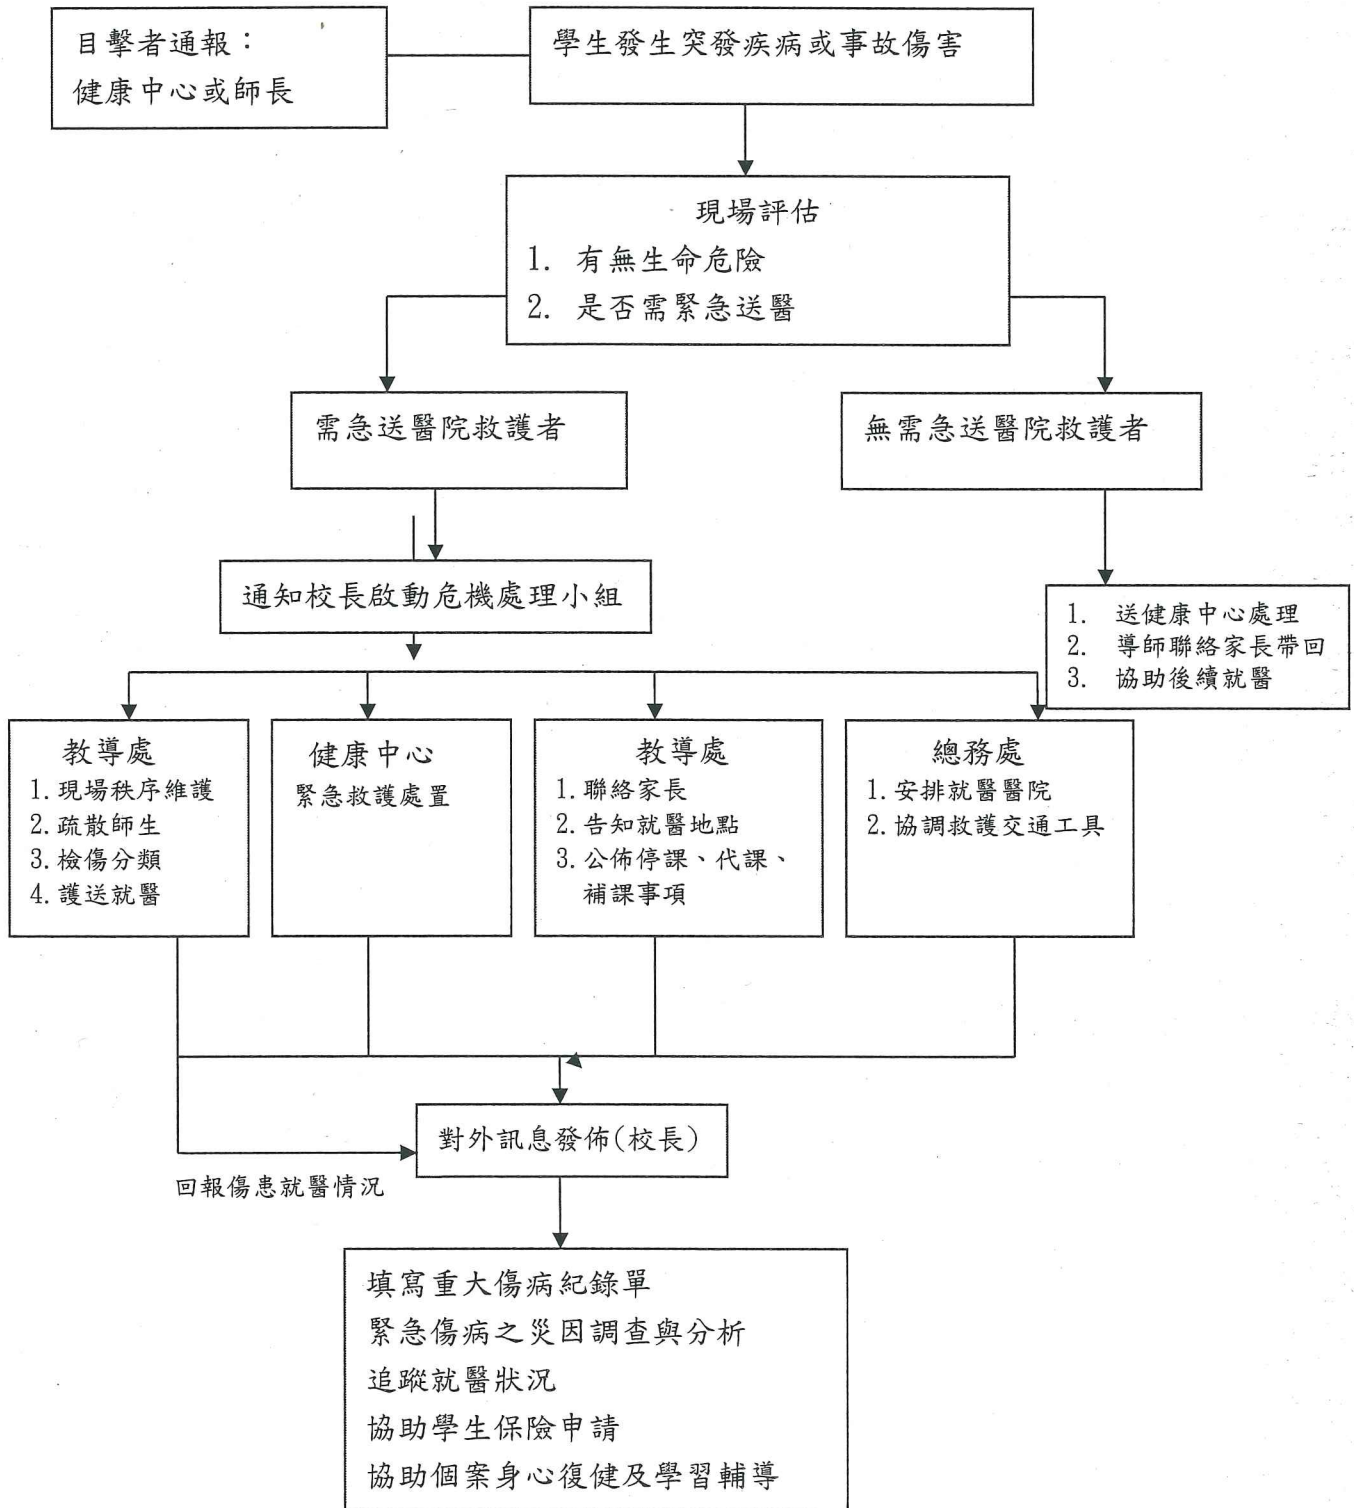 目擊者通報：
健康中心或師長
學生發生突發疾病或事故傷害
現場評估
1. 有無生命危險
2. 是否需緊急送醫
需急送醫院救護者
無需急送醫院救護者
通知校長啟動危機處理小組
1. 送健康中心處理
2. 導師聯絡家長帶回
3. 協助後續就醫
教導處
1.現場秩序維護
2.疏散師生
3.檢傷分類
4.護送就醫
健康中心
緊急救護處置
教導處
1.聯絡家長
2.告知就醫地點
3.公佈停課、代課、
補課事項
總務處
1.安排就醫醫院
2.協調救護交通工具
對外訊息發佈(校長)
回報傷患就醫情況
填寫重大傷病紀錄單
緊急傷病之災因調查與分析
追蹤就醫狀況
協助學生保險申請
協助個案身心復健及學習輔導